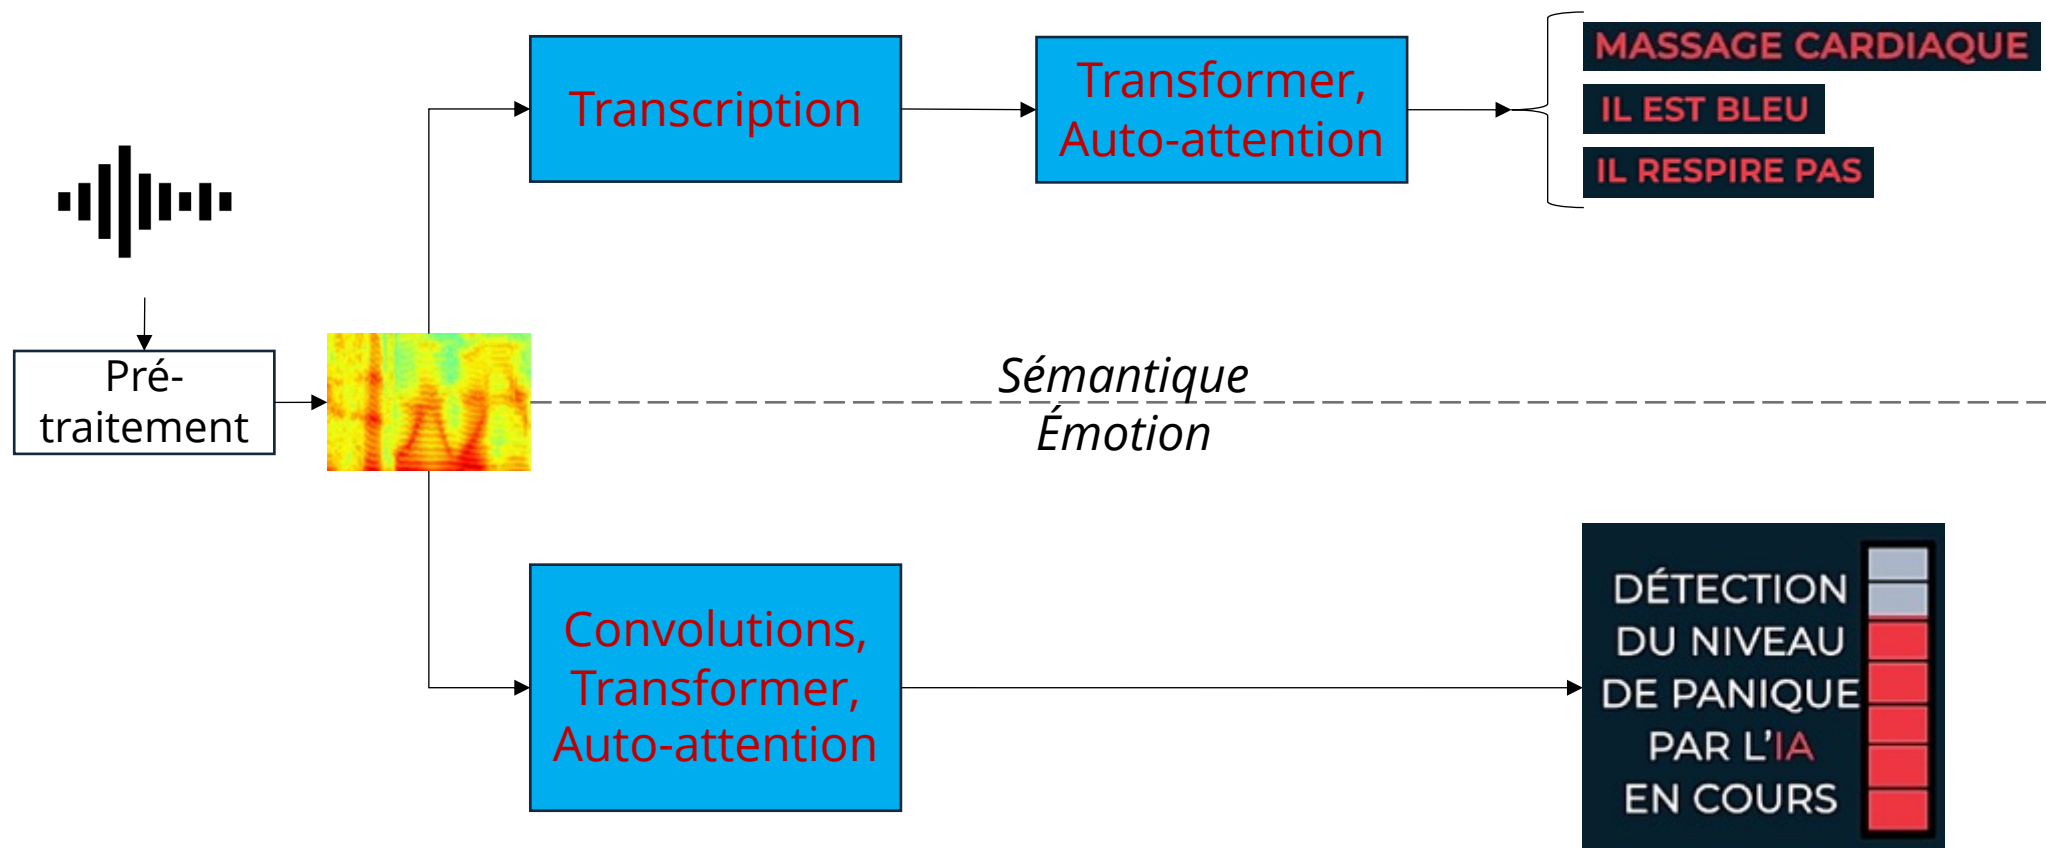 Transcription
Transformer,
Auto-attention
MASSAGE CARDIAQUE
IL EST BLEU
IL RESPIRE PAS
Pré-
traitement
Sémantique
Émotion
Convolutions,
Transformer,
Auto-attention
DÉTECTION
DU NIVEAU
DE PANIQUE
PAR L’IA
EN COURS